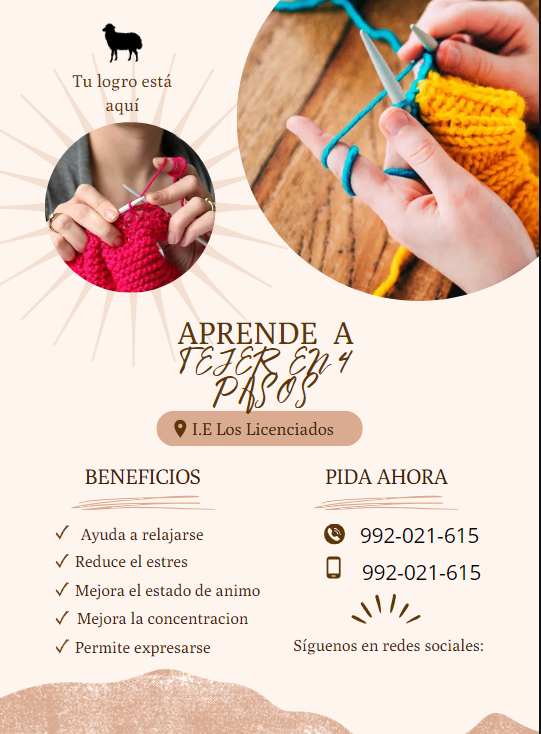 Tu logro está
aquí
APRENDE A
TEJER EN 4
PASOS
I.E Los Licenciados
BENEFICIOS
Ayuda a relajarse
Reduce el estres
Mejora el estado de animo
Mejora la concentracion
Permite expresarse
PIDA AHORA
992-021-615
992-021-615
Síguenos en redes sociales: